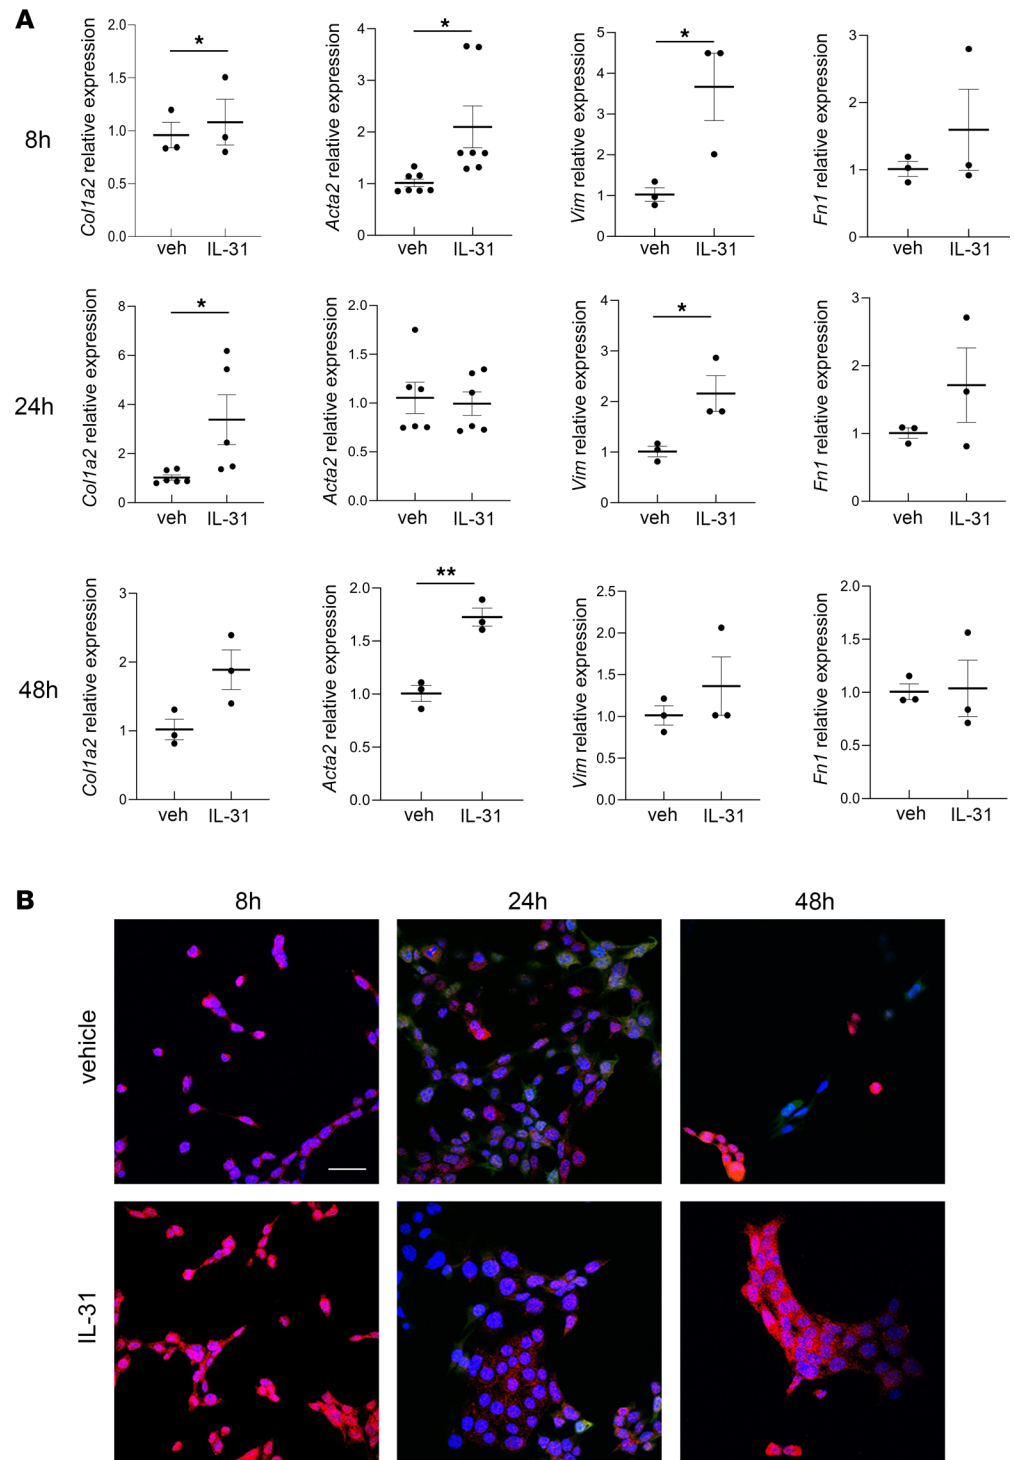 A
8h
Col1a2 relative expression
2.0
1.5
1.0
0.5
0.0
*
veh IL-31
Acta2 relative expression
4
3
2
1
0
*
veh IL-31
Vim relative expression
5
4
3
2
1
0
*
veh IL-31
Fn1 relative expression
3
2
1
0
veh IL-31
24h
Col1a2 relative expression
8
6
4
2
0
*
veh IL-31
Acta2 relative expression
2.0
1.5
1.0
0.5
0.0
veh IL-31
Vim relative expression
4
3
2
1
0
*
veh IL-31
Fn1 relative expression
3
2
1
0
veh IL-31
48h
Col1a2 relative expression
3
2
1
0
veh IL-31
Acta2 relative expression
2.0
1.5
1.0
0.5
0.0
**
veh IL-31
Vim relative expression
2.5
2.0
1.5
1.0
0.5
0.0
veh IL-31
Fn1 relative expression
2.0
1.5
1.0
0.5
0.0
veh IL-31
B
8h 24h 48h
vehicle
IL-31